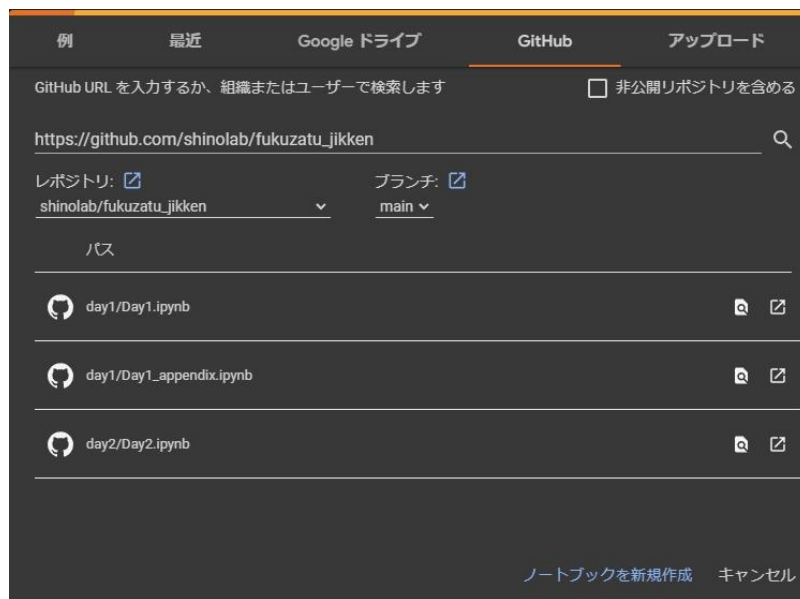 例 最近 Google ドライブ GitHub アップロード
GitHub URL を入力するか、組織またはユーザーで検索します 非公開リポジトリを含める
https://github.com/shinolab/fukuzatu_jikken
レポジトリ: ブランチ:
shinolab/fukuzatu_jikken main
パス
day1/Day1.ipynb
day1/Day1_appendix.ipynb
day2/Day2.ipynb
ノートブックを新規作成 キャンセル